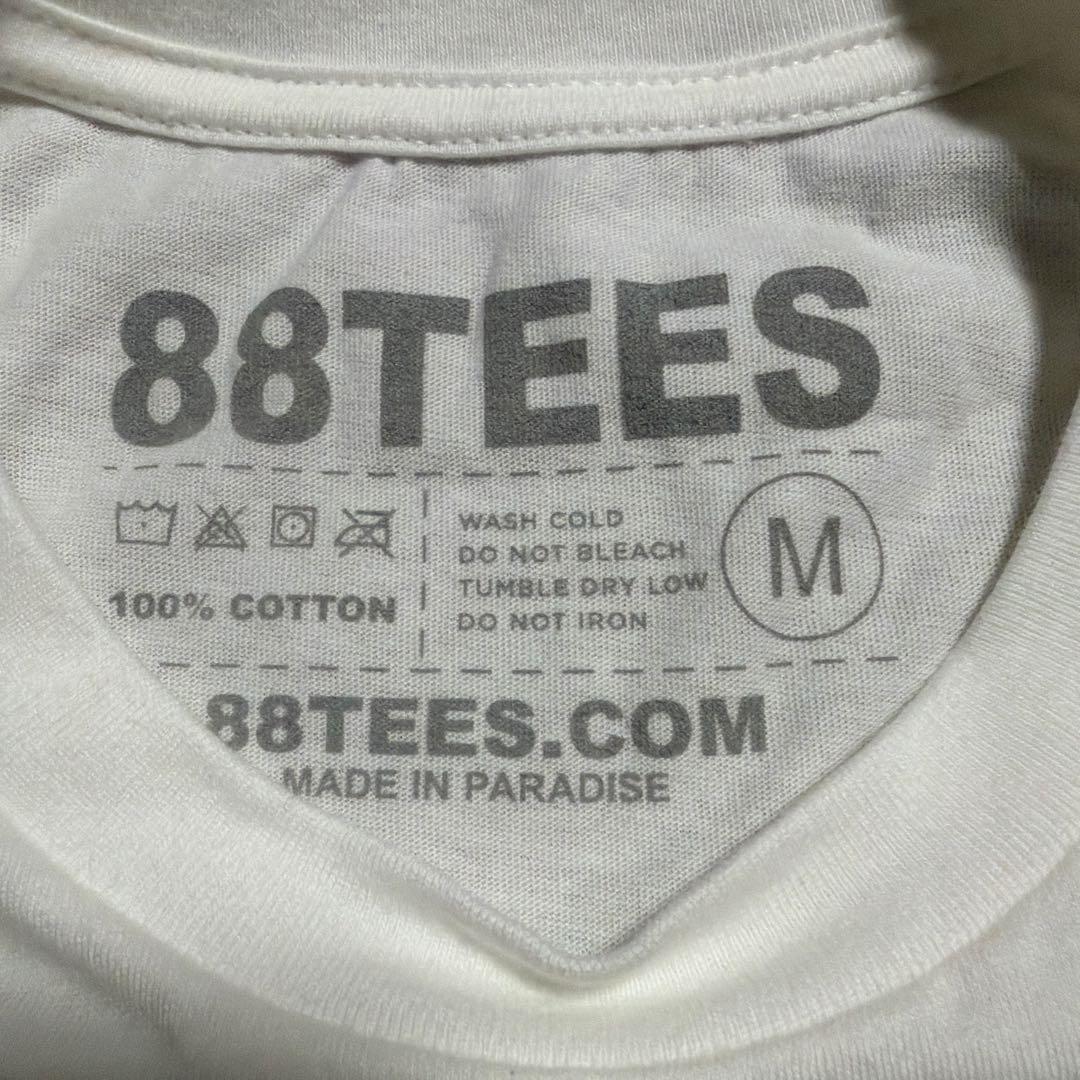 88TEES
100% COTTON
WASH COLD
DO NOT BLEACH
TUMBLE DRY LOW
DO NOT IRON
M
88TEES.COM
MADE IN PARADISE